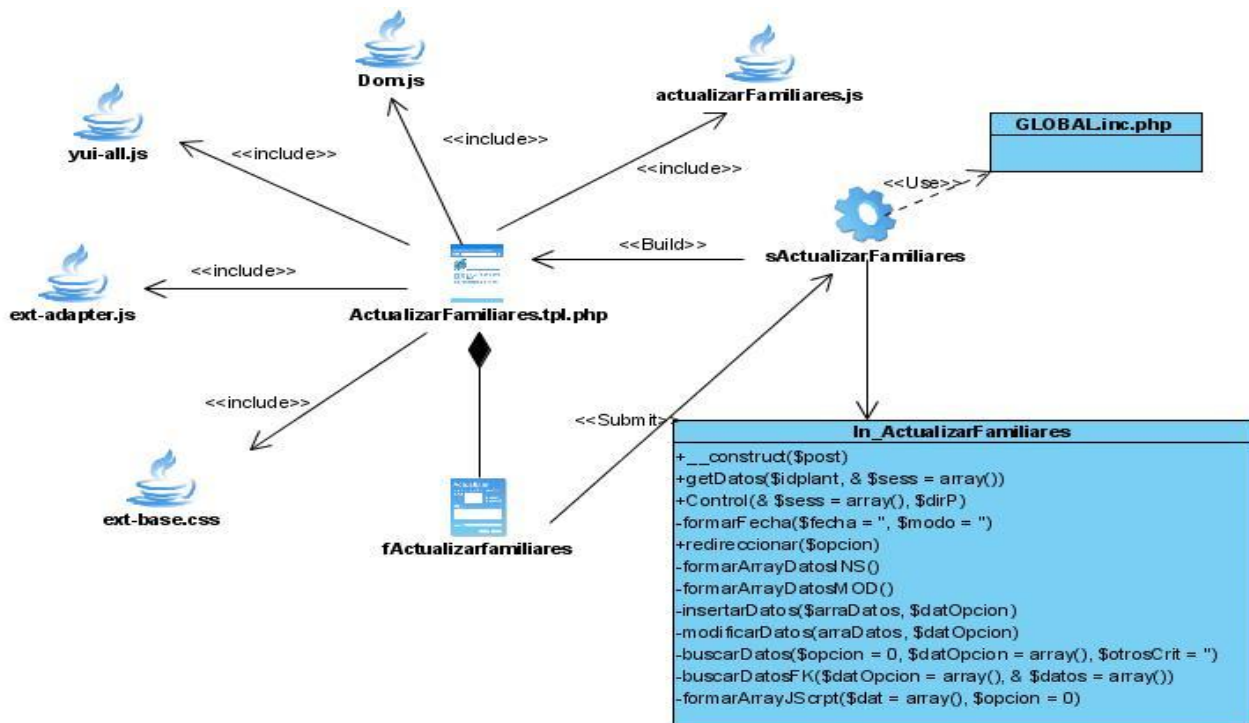 Dom.js
actualizarFamiliares.js
GLOBAL.inc.php
yui-all.js
<<include>>
<<include>>
<<include>>
<<Use>>
<<Build>>
sActualizarFamiliares
<<include>>
ext-adapter.js
ActualizarFamiliares.tpl.php
<<include>>
<<Submit>>
ext-base.css
fActualizarfamiliares
ln_ActualizarFamiliares
+__construct($post)
+getDatos($idplant, & $sess = array())
+Control(& $sess = array(), $dirP)
-formarFecha($fecha = '', $modo = '')
+redireccionar($opcion)
-formarArrayDatosINS()
-formarArrayDatosMOD()
-insertarDatos($arraDatos, $datOpcion)
-modificarDatos(arraDatos, $datOpcion)
-buscarDatos($opcion = 0, $datOpcion = array(), $otrosCrit = '')
-buscarDatosFK($datOpcion = array(), & $datos = array())
-formarArrayJScrpt($dat = array(), $opcion = 0)